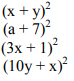 (x + y)²
(a + 7)²
(3x + 1)²
(10y + x)²